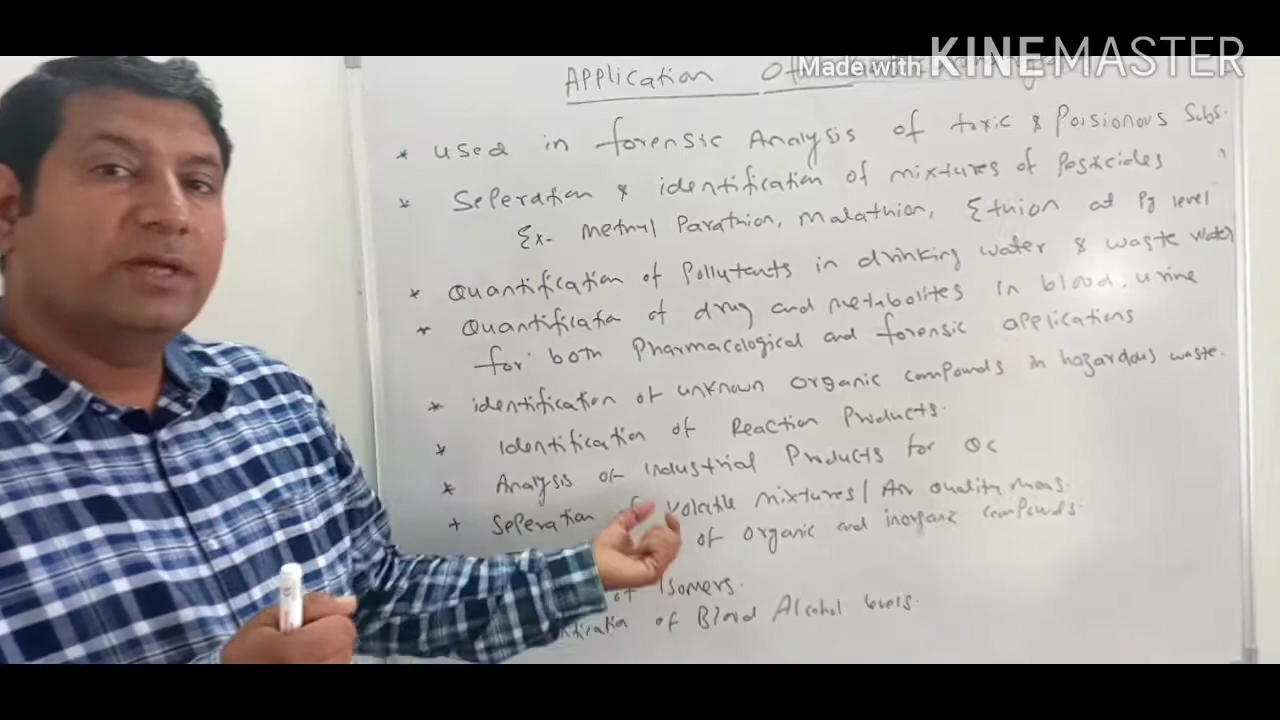 Made with KINEMASTER
APPlication Of
* used in forensic Analysis of toxic & Poisionous Subs.
* Seperation & identification of mixtures of Pesticides
Ex- Methyl Parathion, Malathion, Ethion at Pg level
* Quantification of Pollutents in drinking water & waste water
* Quantificatia of drug and metabolites in blood, urine
for both Pharmacological and forensic applications
* identification of unknown organic compounds in hazardous waste.
* Identification of Reaction Products.
* Analysis of Industrial Products for QC
* Seperation of volatile mixtures / Air quality meas.
of organic and inorganic compounds.
of Isomers.
of Blood Alcohol levels.